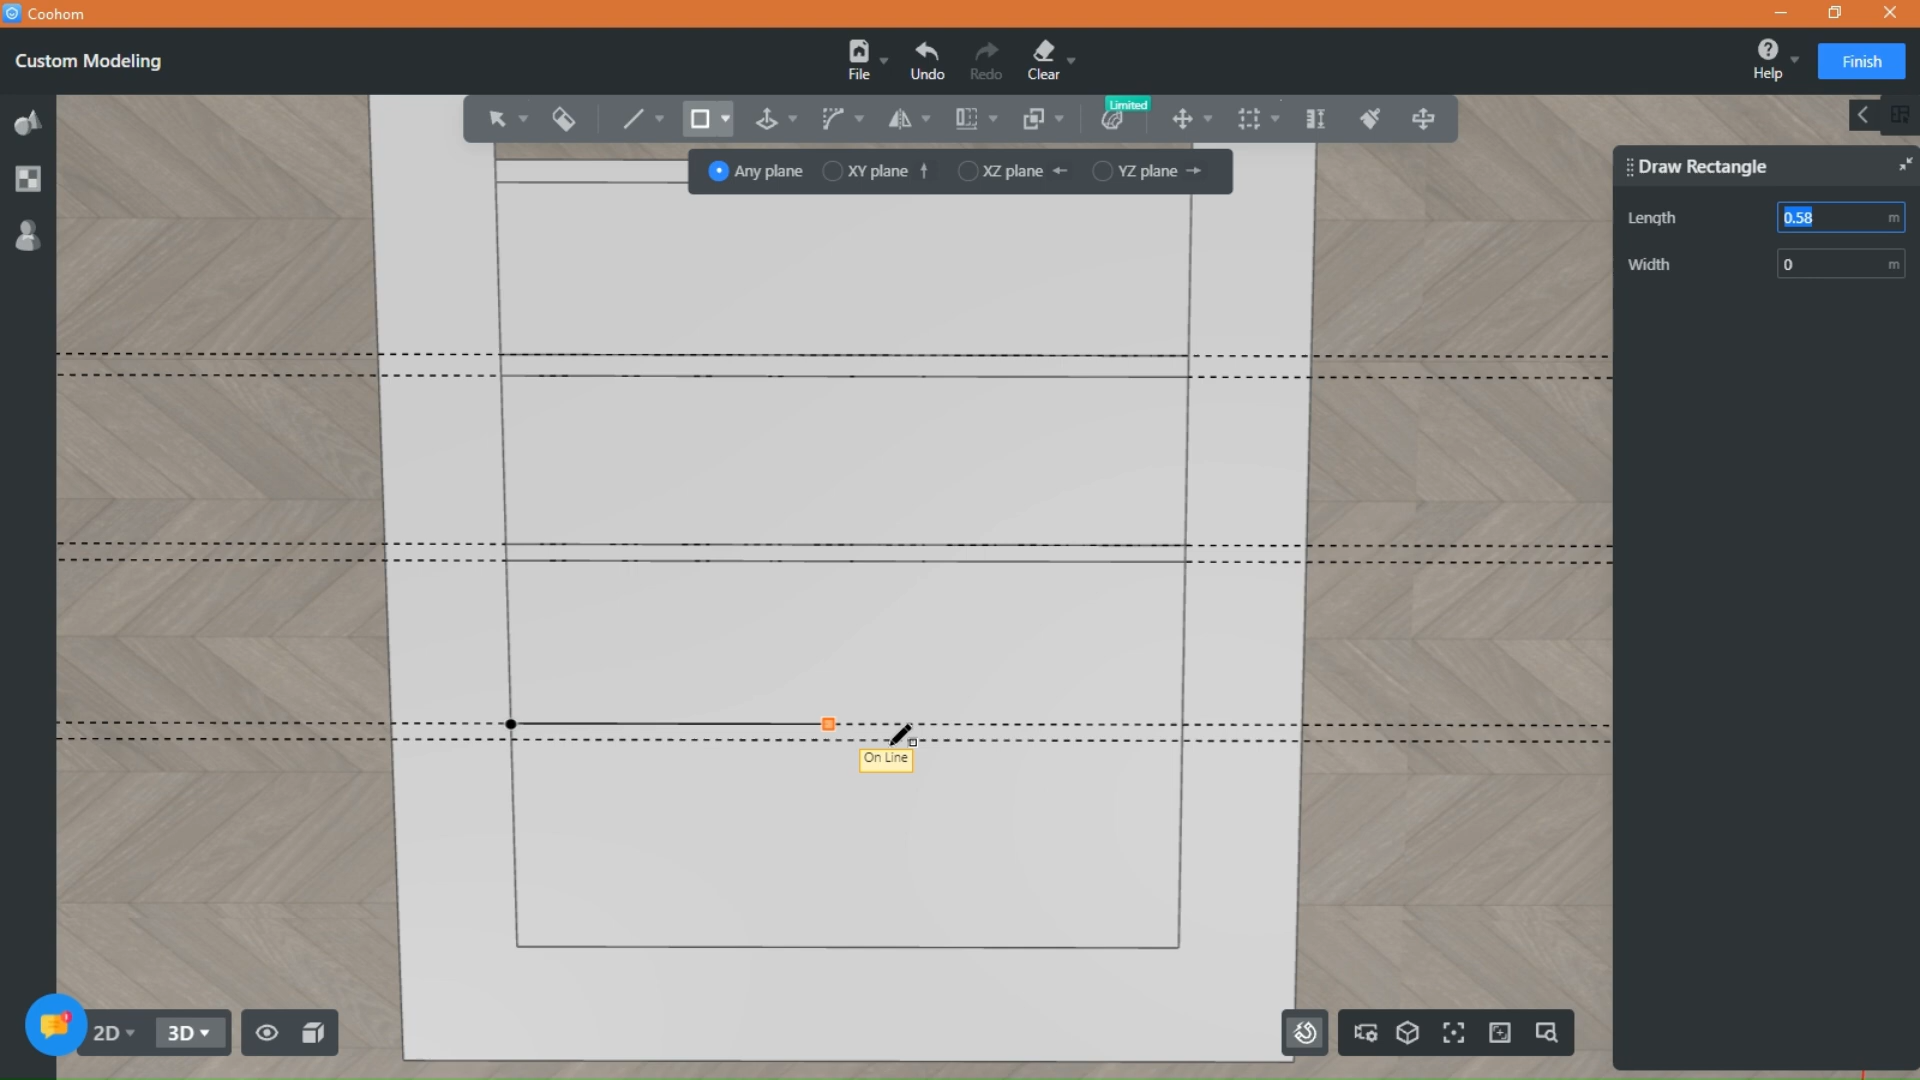 Coohom
Custom Modeling
File
Undo
Redo
Clear
Help
Finish
Limited
Any plane
XY plane
XZ plane
YZ plane
Draw Rectangle
Length
0.58
m
Width
0
m
On Line
2D
3D